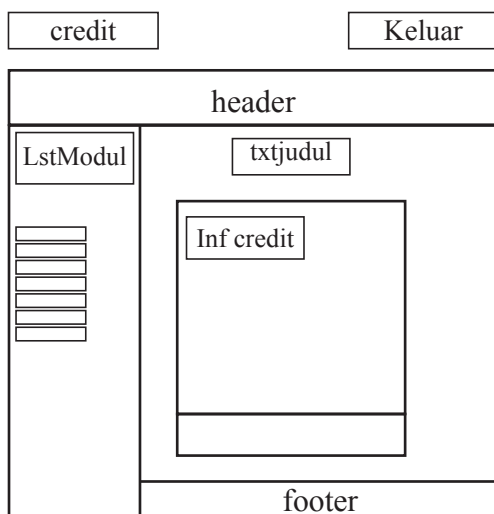 credit
Keluar
header
LstModul
txtjudul
Inf credit
footer